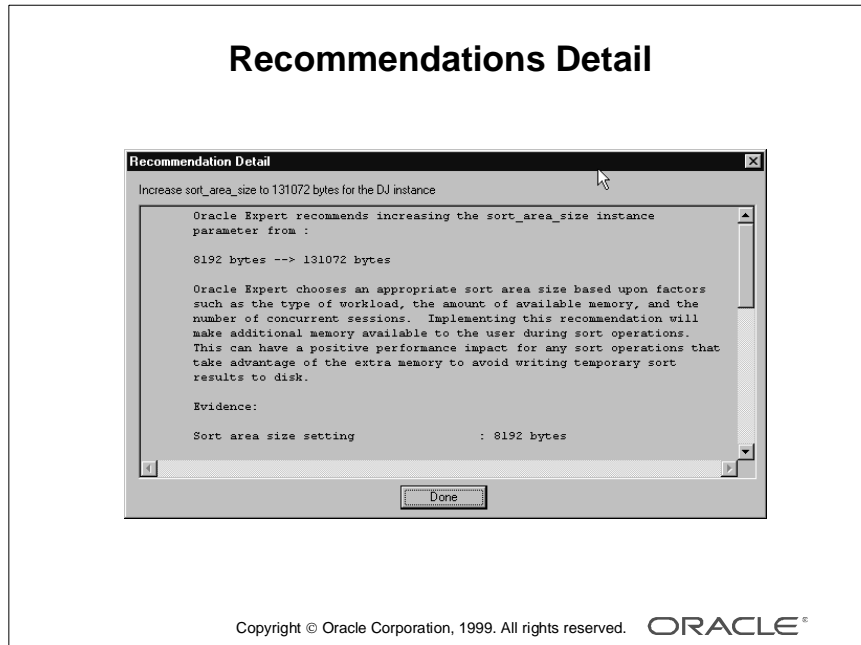 Recommendations Detail
Recommendation Detail
Increase sort_area_size to 131072 bytes for the DJ instance
Oracle Expert recommends increasing the sort_area_size instance
parameter from :
8192 bytes --> 131072 bytes
Oracle Expert chooses an appropriate sort area size based upon factors
such as the type of workload, the amount of available memory, and the
number of concurrent sessions.  Implementing this recommendation will
make additional memory available to the user during sort operations.
This can have a positive performance impact for any sort operations that
take advantage of the extra memory to avoid writing temporary sort
results to disk.
Evidence:
Sort area size setting : 8192 bytes
Done
Copyright © Oracle Corporation, 1999. All rights reserved. ORACLE®